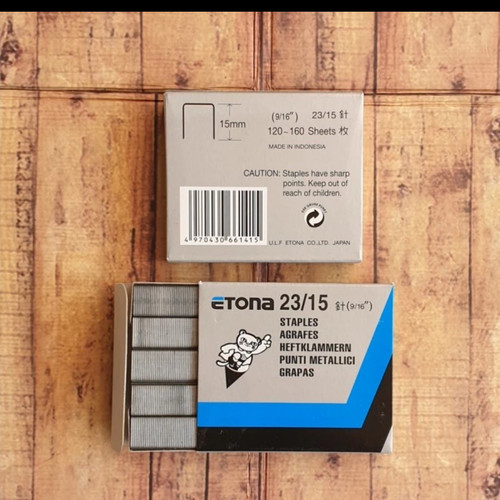 15mm
(9/16")
23/15 針
120~160 Sheets 枚
MADE IN INDONESIA
CAUTION: Staples have sharp
points. Keep out of
reach of children.
4 970430 661415
U.L.F ETONA CO.,LTD. JAPAN
ETONA 23/15 針(9/16")
STAPLES
AGRAFES
HEFTKLAMMERN
PUNTI METALLICI
GRAPAS